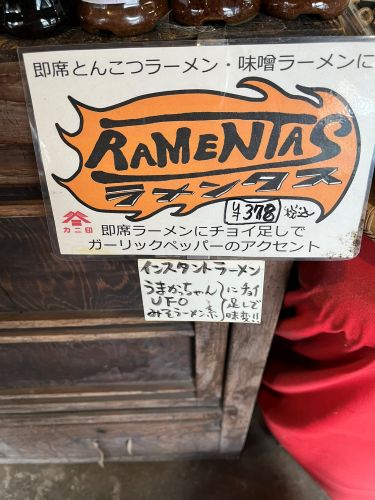 即席とんこつラーメン・味噌ラーメンに
RAMENTAS
ラーメンタス
378 税込
カニ印
即席ラーメンにチョイ足しで
ガーリックペッパーのアクセント
インスタントラーメン
うまかっちゃん
UFO
みそラーメン系
にチョイ
足しで
味変!!